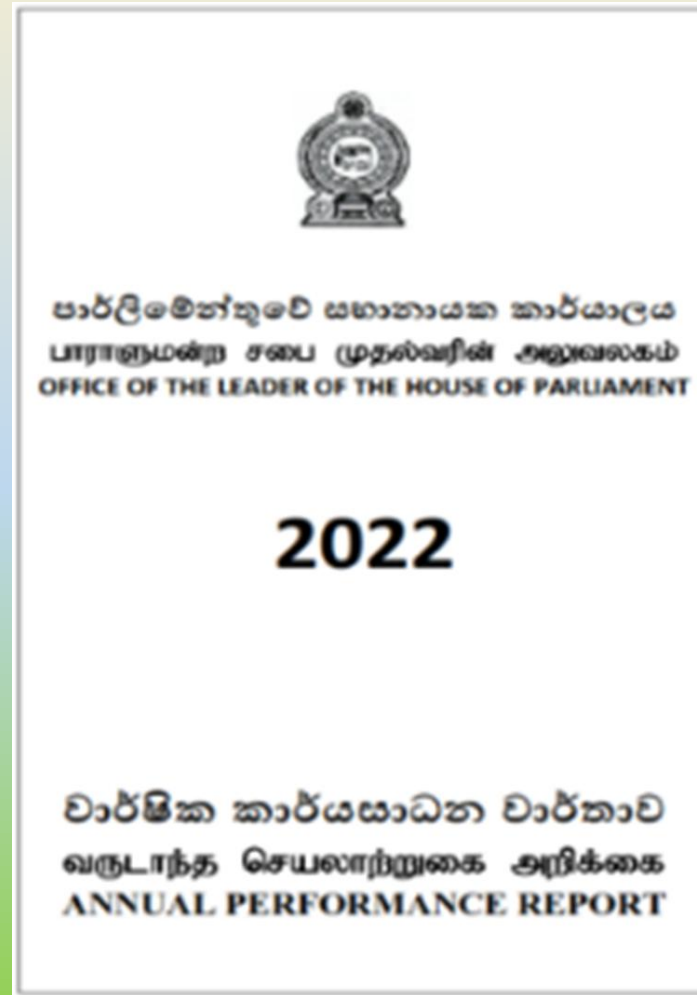 පාර්ලිමේන්තුවේ සභානායක කාර්යාලය
பாராளுமன்ற சபை முதல்வரின் அலுவலகம்
OFFICE OF THE LEADER OF THE HOUSE OF PARLIAMENT
2022
වාර්ෂික කාර්යසාධන වාර්තාව
வருடாந்த செயலாற்றுகை அறிக்கை
ANNUAL PERFORMANCE REPORT